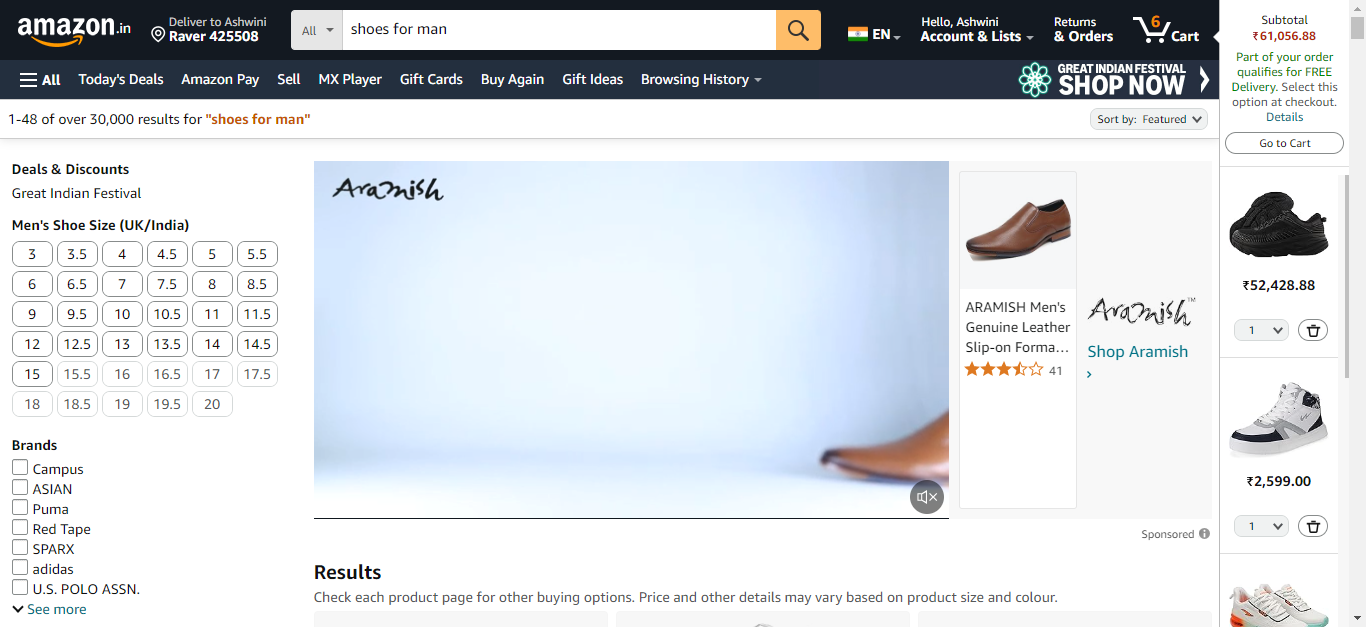 amazon.in
Deliver to Ashwini
Raver 425508
All
shoes for man
EN
Hello, Ashwini
Account & Lists
Returns
& Orders
6
Cart
All
Today's Deals
Amazon Pay
Sell
MX Player
Gift Cards
Buy Again
Gift Ideas
Browsing History
GREAT INDIAN FESTIVAL
SHOP NOW
Subtotal
₹61,056.88
Part of your order
qualifies for FREE
Delivery. Select this
option at checkout.
Details
Go to Cart
1-48 of over 30,000 results for "shoes for man"
Sort by: Featured
Deals & Discounts
Great Indian Festival
Men's Shoe Size (UK/India)
3 3.5 4 4.5 5 5.5
6 6.5 7 7.5 8 8.5
9 9.5 10 10.5 11 11.5
12 12.5 13 13.5 14 14.5
15 15.5 16 16.5 17 17.5
18 18.5 19 19.5 20
Brands
Campus
ASIAN
Puma
Red Tape
SPARX
adidas
U.S. POLO ASSN.
See more
Aramish
ARAMISH Men's
Genuine Leather
Slip-on Forma...
41
Aramish™
Shop Aramish
Sponsored
Results
Check each product page for other buying options. Price and other details may vary based on product size and colour.
₹52,428.88
1
₹2,599.00
1